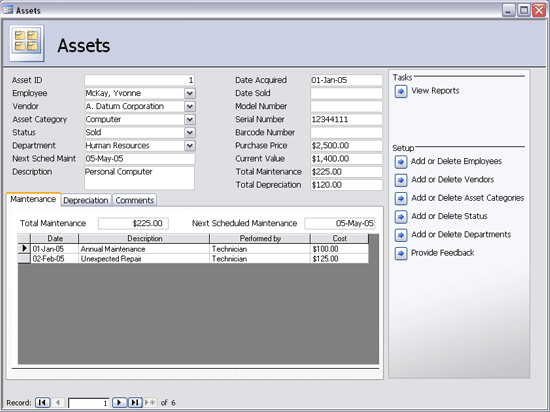 Assets
Assets
Asset ID 1
Employee McKay, Yvonne
Vendor A. Datum Corporation
Asset Category Computer
Status Sold
Department Human Resources
Next Sched Maint 05-May-05
Description Personal Computer
Date Acquired 01-Jan-05
Date Sold
Model Number
Serial Number 12344111
Barcode Number
Purchase Price $2,500.00
Current Value $1,400.00
Total Maintenance $225.00
Total Depreciation $120.00
Tasks
View Reports
Setup
Add or Delete Employees
Add or Delete Vendors
Add or Delete Asset Categories
Add or Delete Status
Add or Delete Departments
Provide Feedback
Maintenance Depreciation Comments
Total Maintenance $225.00 Next Scheduled Maintenance 05-May-05
Date Description Performed by Cost
01-Jan-05 Annual Maintenance Technician $100.00
02-Feb-05 Unexpected Repair Technician $125.00
Record: 1 of 6